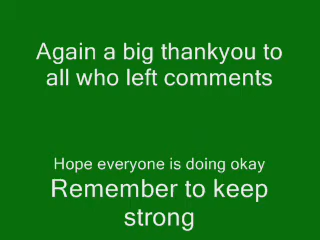 Again a big thankyou to
all who left comments
Hope everyone is doing okay
Remember to keep
strong